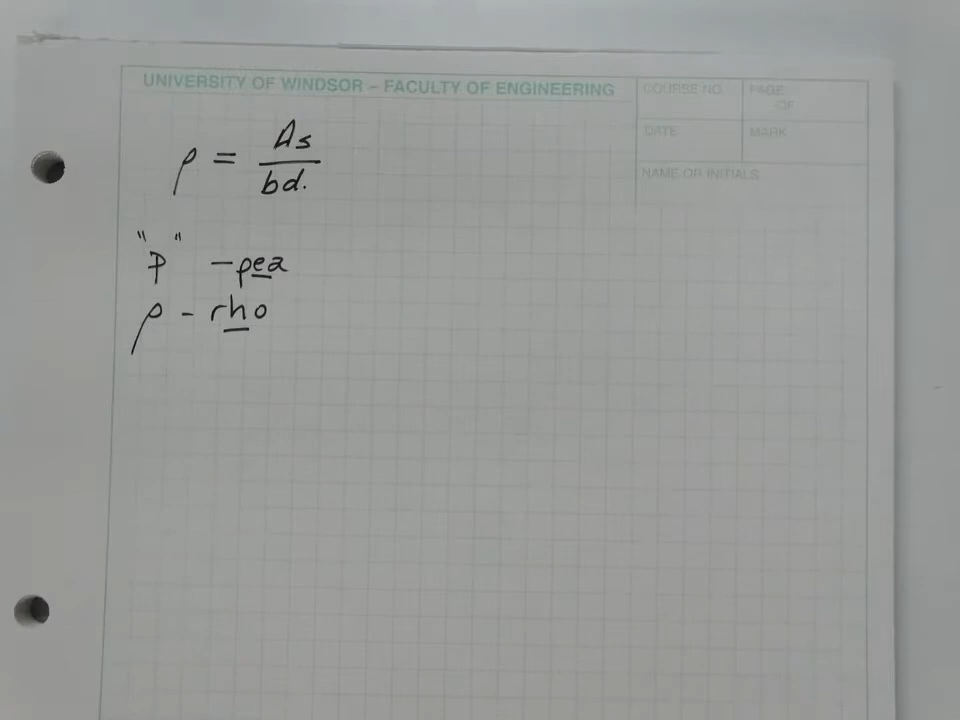 UNIVERSITY OF WINDSOR – FACULTY OF ENGINEERING
COURSE NO.
PAGE
OF
DATE
MARK
NAME OR INITIALS
ρ = As
bd.
"P" – pea
ρ – rho